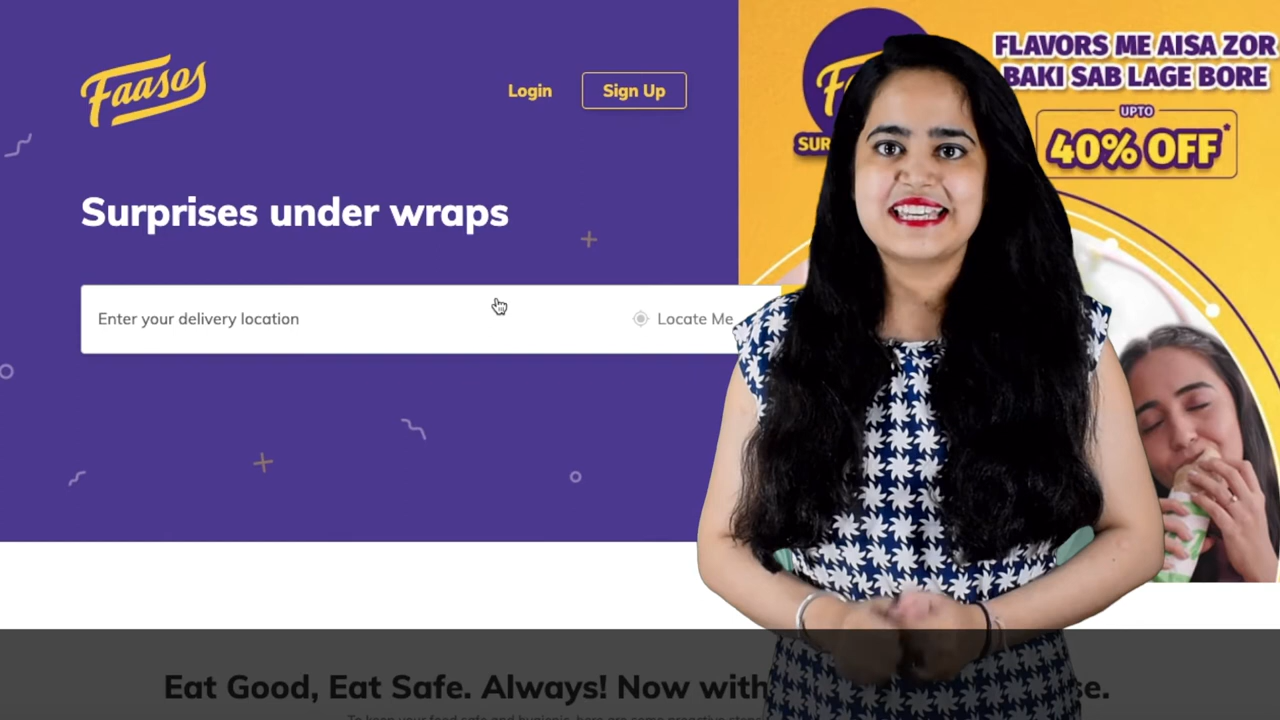 Faasos
Login
Sign Up
Surprises under wraps
Enter your delivery location
Locate Me
FLAVORS ME AISA ZOR
BAKI SAB LAGE BORE
UPTO
40% OFF*
Eat Good, Eat Safe. Always! Now with